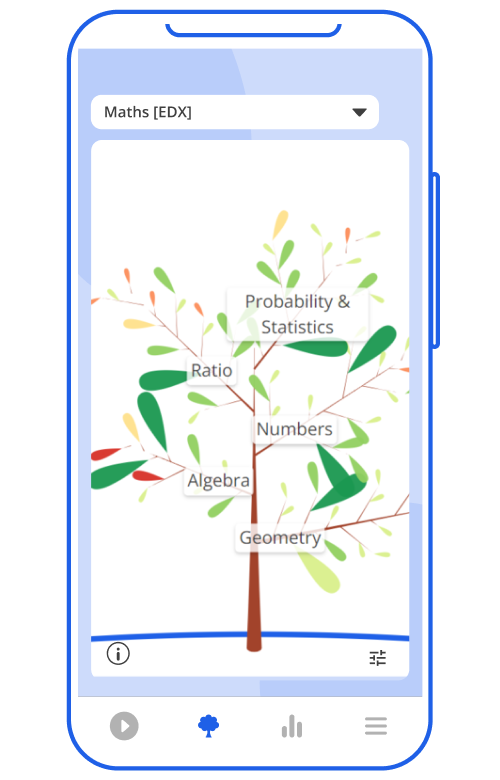 Maths [EDX]
Probability &
Statistics
Ratio
Numbers
Algebra
Geometry